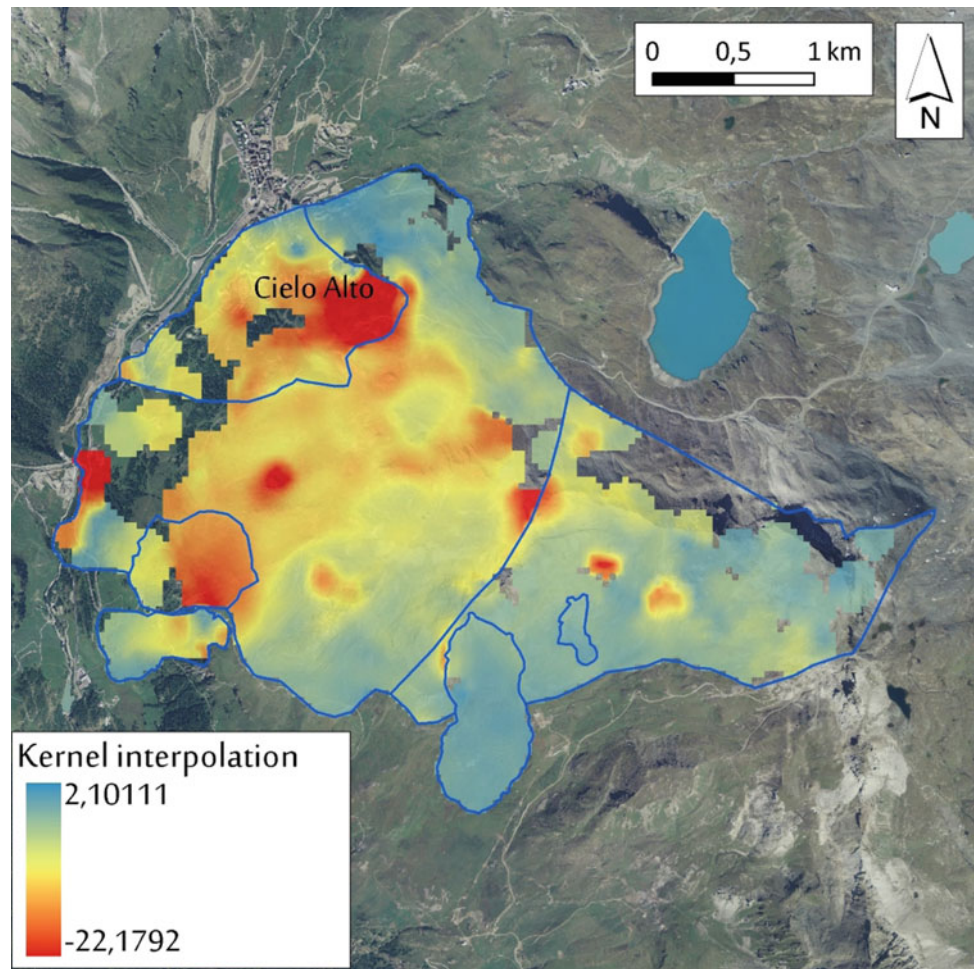 0 0,5 1 km
N
Cielo Alto
Kernel interpolation
2,10111
-22,1792